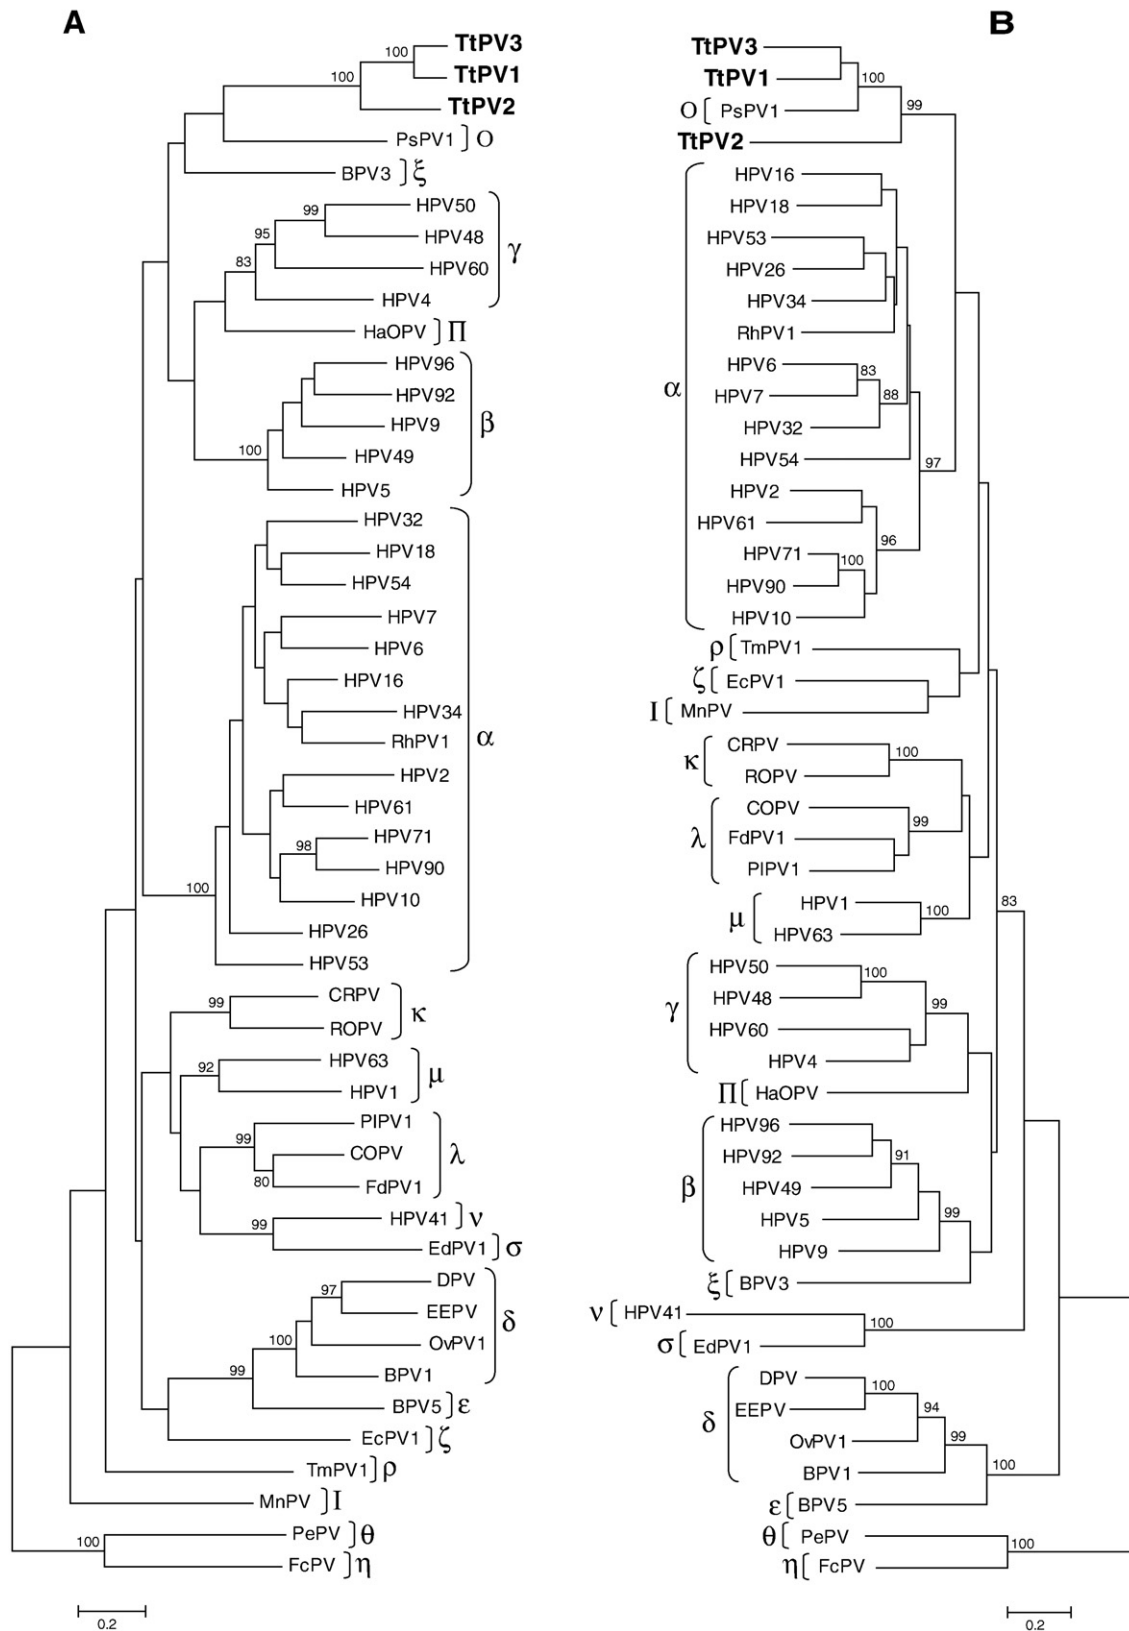 A
100
TtPV3
100
TtPV1
TtPV2
PsPV1 ] Ο
BPV3 ] ξ
99
HPV50
95
HPV48
γ
83
HPV60
HPV4
HaOPV ] Π
HPV96
HPV92
HPV9
β
100
HPV49
HPV5
HPV32
HPV18
HPV54
HPV7
HPV6
HPV16
HPV34
RhPV1
α
HPV2
HPV61
98
HPV71
HPV90
100
HPV10
HPV26
HPV53
99
CRPV
κ
ROPV
92
HPV63
μ
HPV1
99
PlPV1
COPV
λ
80
FdPV1
99
HPV41 ] ν
EdPV1 ] σ
97
DPV
EEPV
δ
100
OvPV1
99
BPV1
BPV5 ] ε
EcPV1 ] ζ
TmPV1 ] ρ
MnPV ] Ι
100
PePV ] θ
FcPV ] η
0.2
B
TtPV3
TtPV1
100
Ο [ PsPV1
99
TtPV2
HPV16
HPV18
HPV53
HPV26
HPV34
RhPV1
HPV6
83
α
HPV7
88
HPV32
HPV54
97
HPV2
HPV61
96
HPV71
100
HPV90
HPV10
ρ [ TmPV1
ζ [ EcPV1
Ι [ MnPV
CRPV
100
κ
ROPV
COPV
99
λ
FdPV1
PlPV1
HPV1
100
83
μ
HPV63
HPV50
100
HPV48
99
γ
HPV60
HPV4
Π [ HaOPV
HPV96
HPV92
91
β
HPV49
HPV5
99
HPV9
ξ [ BPV3
ν [ HPV41
100
σ [ EdPV1
DPV
100
EEPV
94
δ
OvPV1
99
BPV1
100
ε [ BPV5
θ [ PePV
100
η [ FcPV
0.2